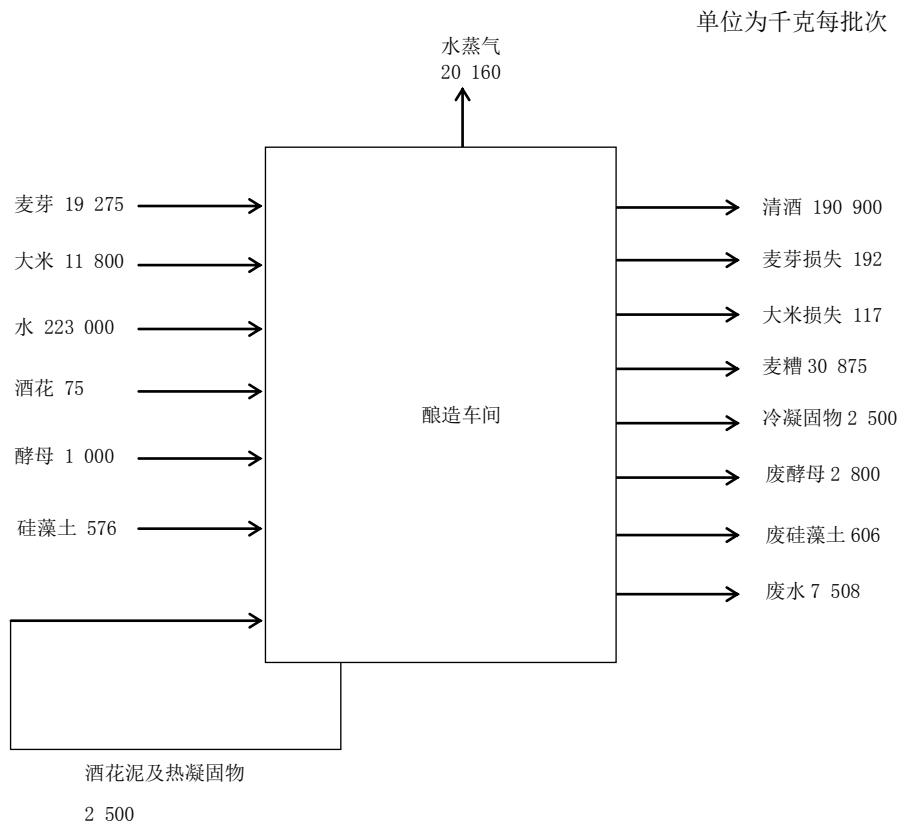 单位为千克每批次
水蒸气
20 160
麦芽 19 275
大米 11 800
水 223 000
酒花 75
酵母 1 000
硅藻土 576
酿造车间
清酒 190 900
麦芽损失 192
大米损失 117
麦糟 30 875
冷凝固物 2 500
废酵母 2 800
废硅藻土 606
废水 7 508
酒花泥及热凝固物
2 500